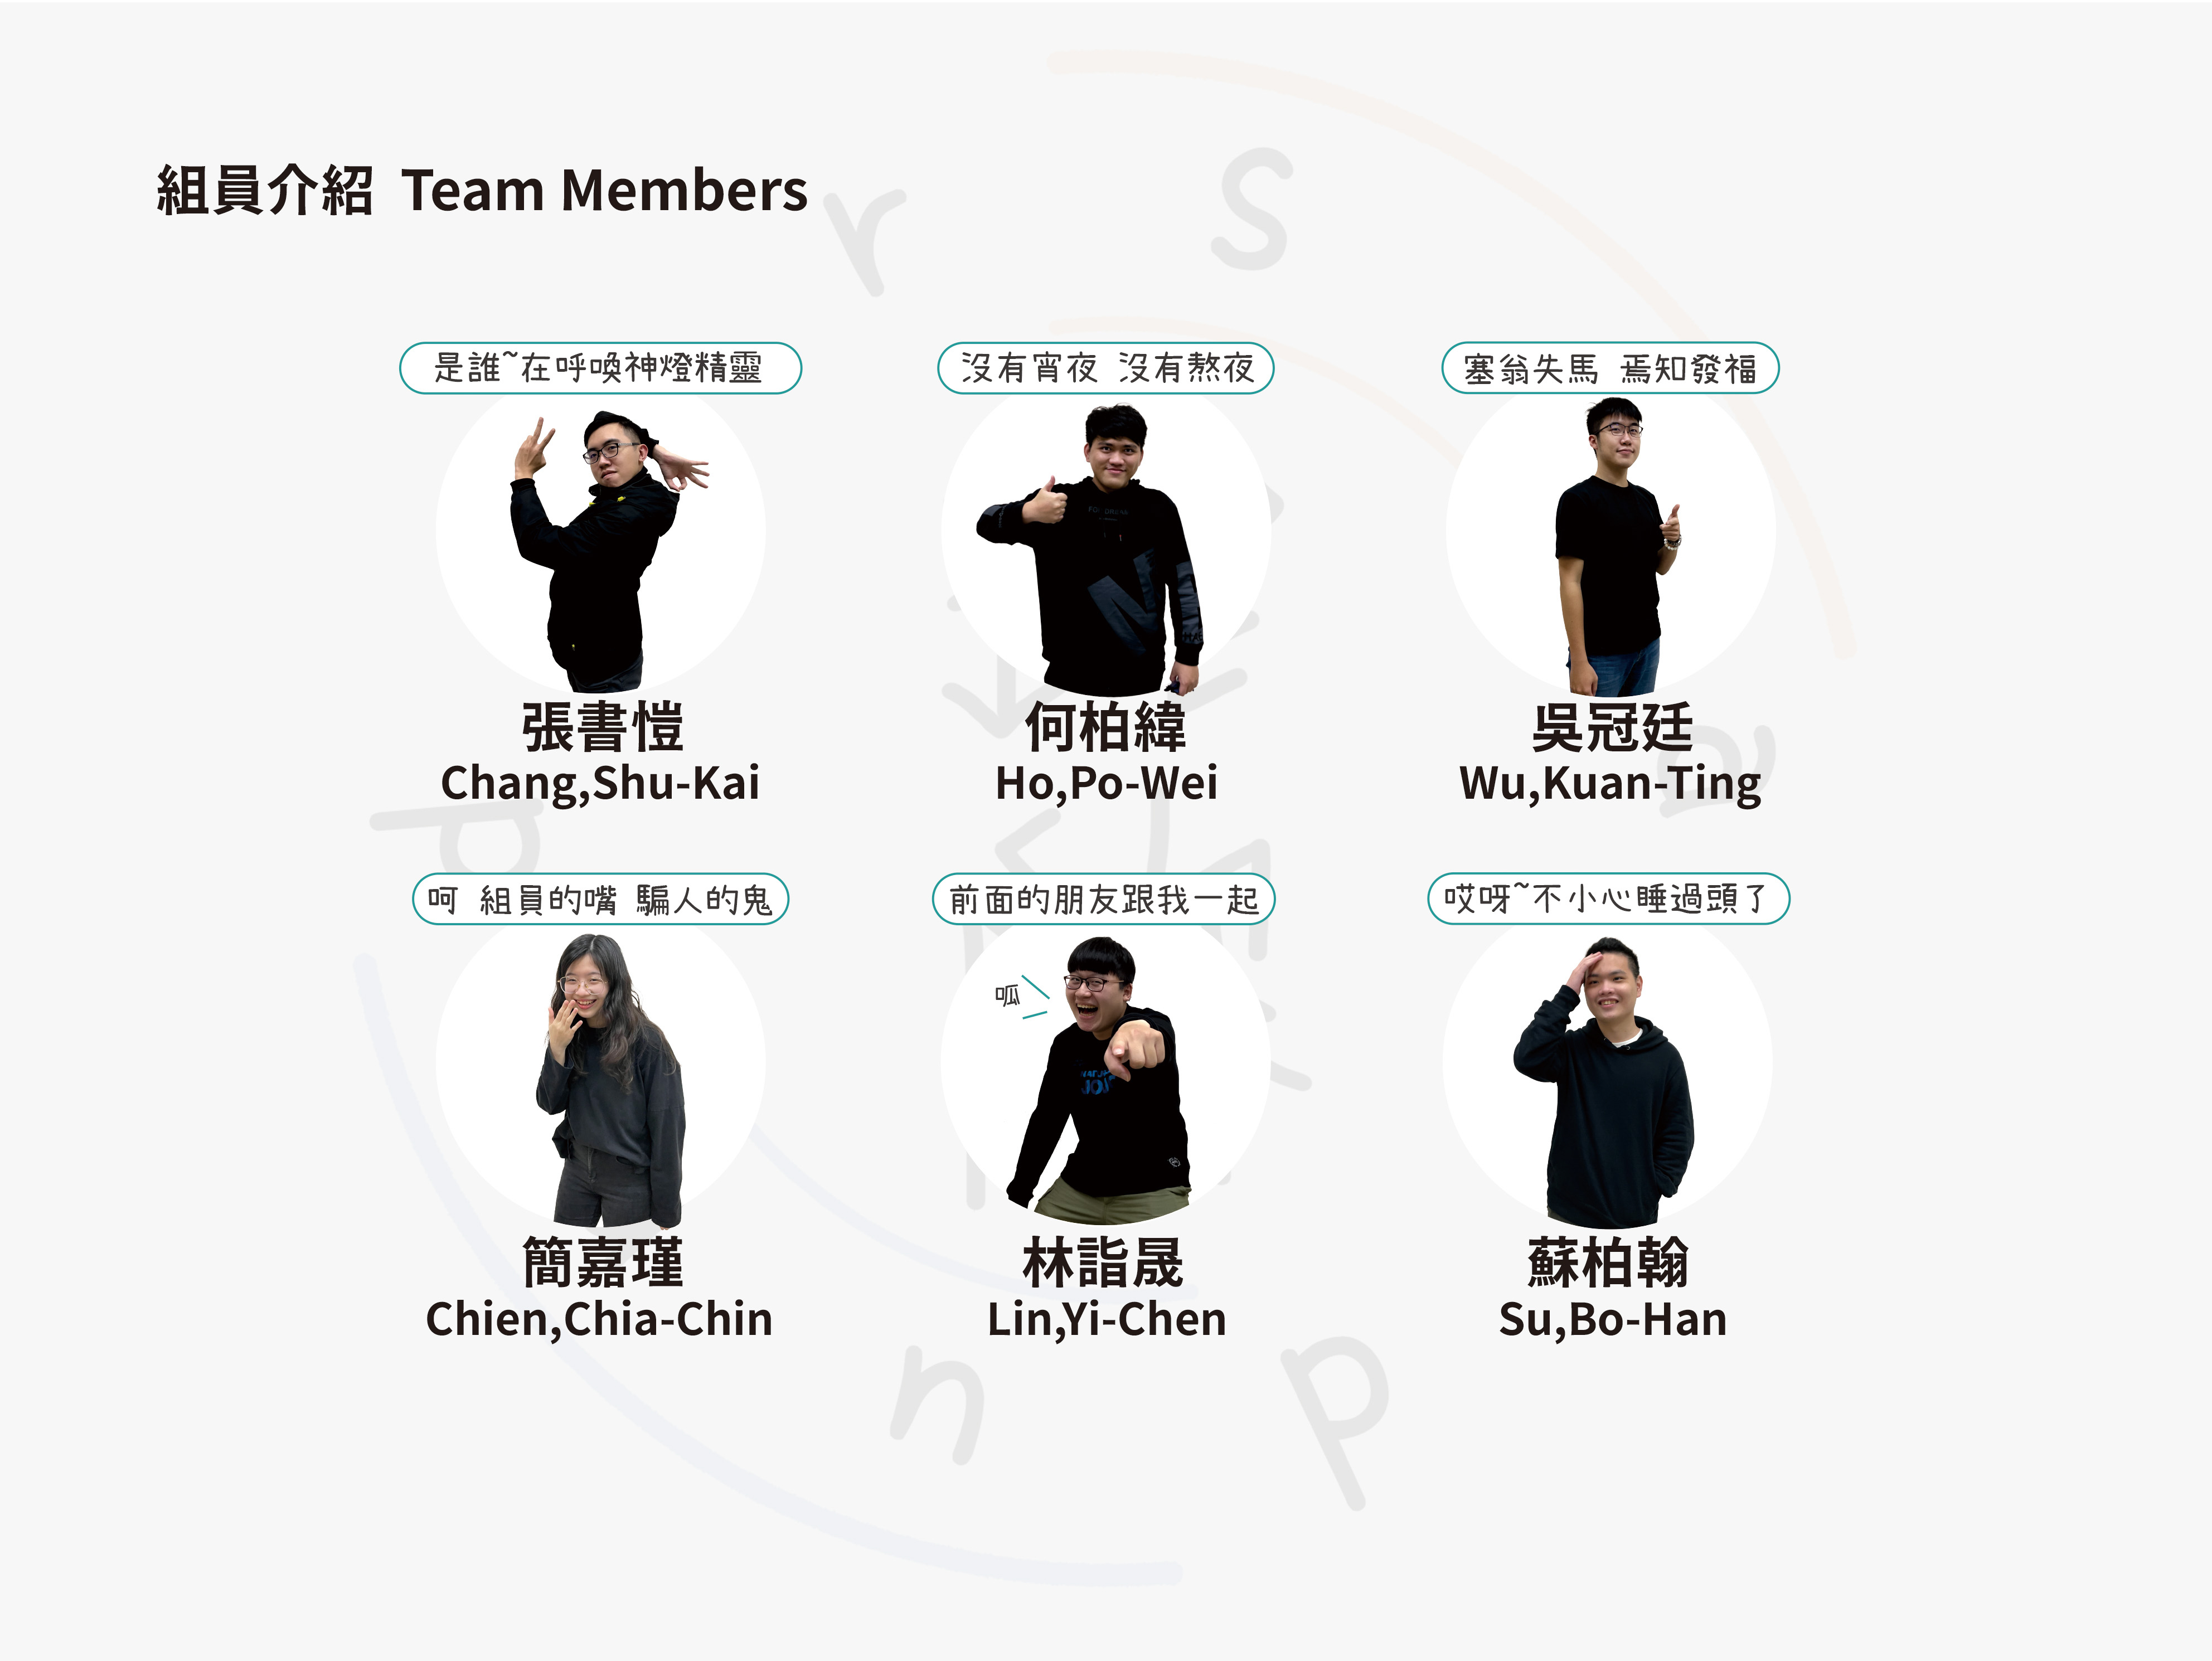 組員介紹 Team Members
是誰~在呼喚神燈精靈
沒有宵夜 沒有熬夜
塞翁失馬 焉知發福
張書愷
Chang,Shu-Kai
何柏緯
Ho,Po-Wei
吳冠廷
Wu,Kuan-Ting
呵 組員的嘴 騙人的鬼
前面的朋友跟我一起
呱
哎呀~不小心睡過頭了
簡嘉瑾
Chien,Chia-Chin
林詣晟
Lin,Yi-Chen
蘇柏翰
Su,Bo-Han
r
s
a
p
n
p